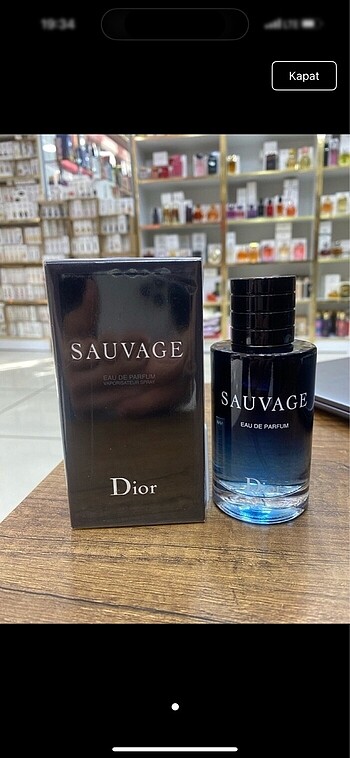 19:34
Kapat
SAUVAGE
EAU DE PARFUM
VAPORISATEUR SPRAY
Dior
SAUVAGE
EAU DE PARFUM
Dior